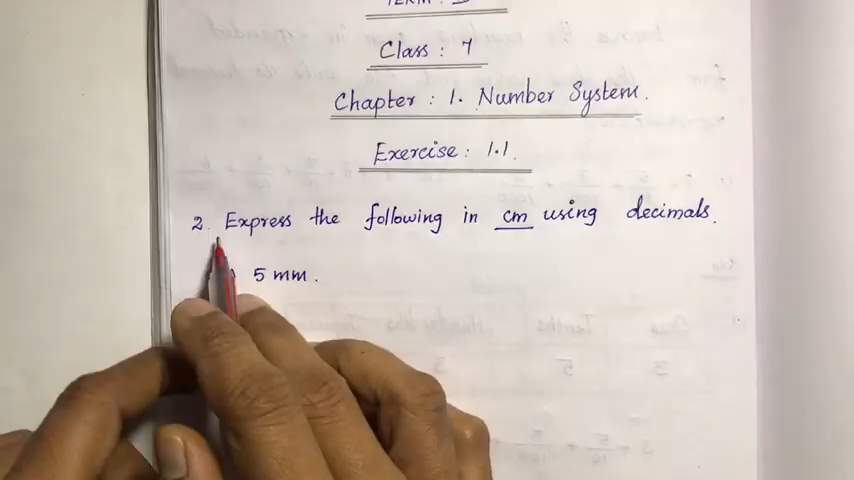 Class : 7
Chapter : 1. Number System.
Exercise : 1.1.
2. Express the following in cm using decimals.
5 mm.